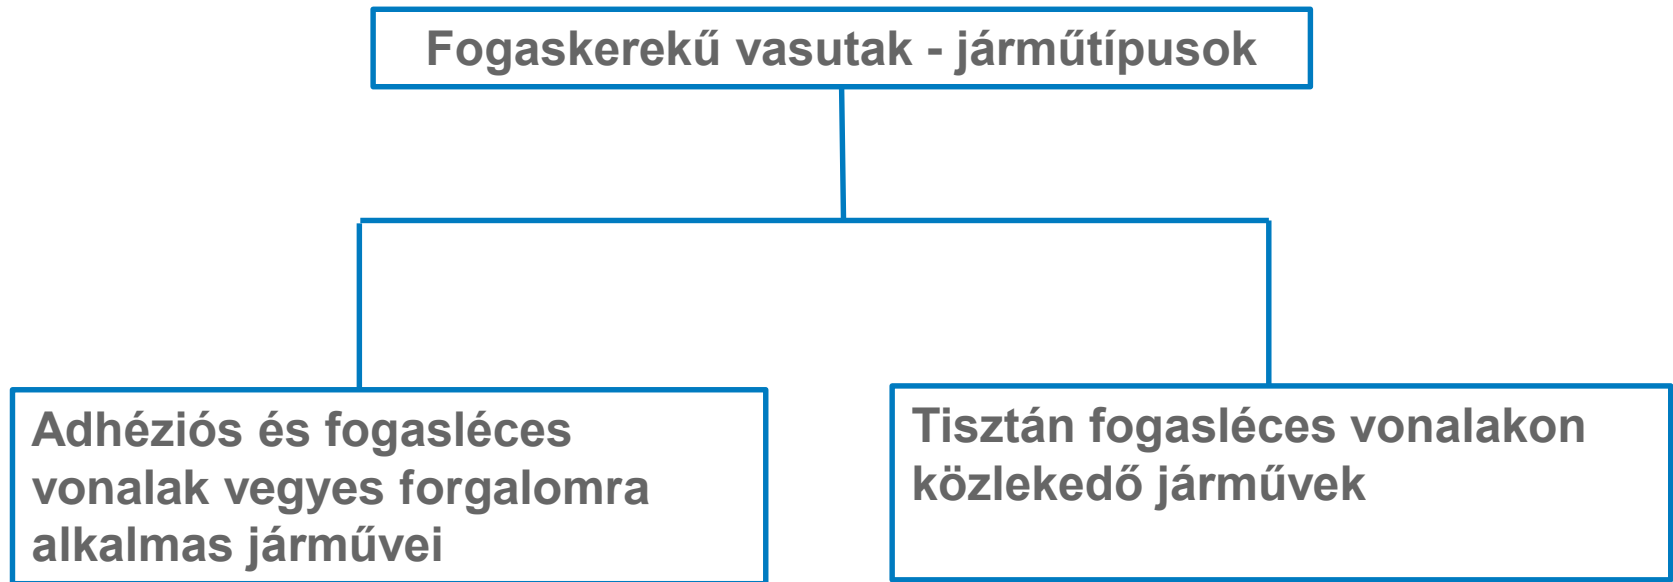 Fogaskerekű vasutak - járműtípusok
Adhéziós és fogasléces
vonalak vegyes forgalomra
alkalmas járművei
Tisztán fogasléces vonalakon
közlekedő járművek